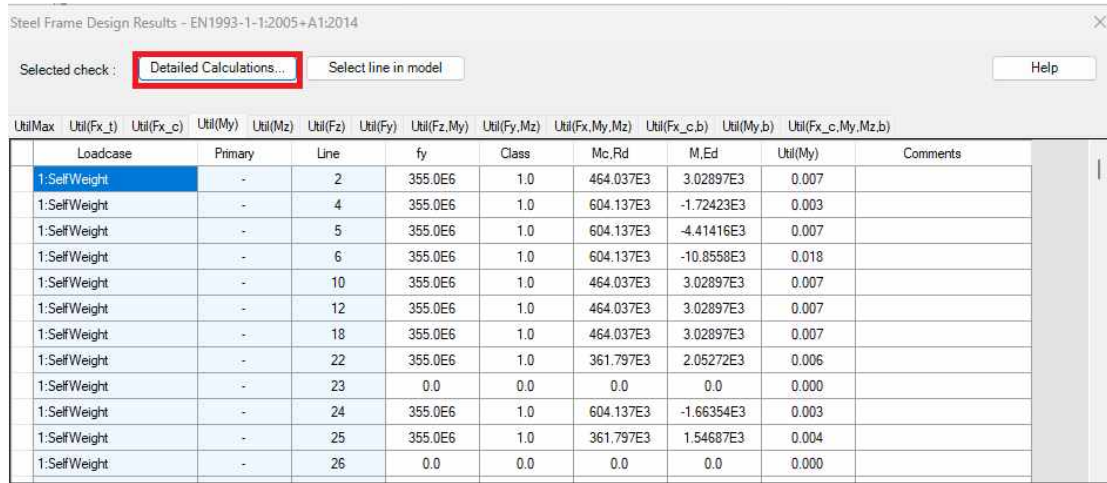 Steel Frame Design Results - EN1993-1-1:2005+A1:2014
Selected check : Detailed Calculations... Select line in model Help
UtilMax Util(Fx_t) Util(Fx_c) Util(My) Util(Mz) Util(Fz) Util(Fy) Util(Fz,My) Util(Fy,Mz) Util(Fx,My,Mz) Util(Fx_c,b) Util(My,b) Util(Fx_c,My,Mz,b)
Loadcase Primary Line fy Class Mc,Rd M,Ed Util(My) Comments
1:SelfWeight - 2 355.0E6 1.0 464.037E3 3.02897E3 0.007
1:SelfWeight - 4 355.0E6 1.0 604.137E3 -1.72423E3 0.003
1:SelfWeight - 5 355.0E6 1.0 604.137E3 -4.41416E3 0.007
1:SelfWeight - 6 355.0E6 1.0 604.137E3 -10.8558E3 0.018
1:SelfWeight - 10 355.0E6 1.0 464.037E3 3.02897E3 0.007
1:SelfWeight - 12 355.0E6 1.0 464.037E3 3.02897E3 0.007
1:SelfWeight - 18 355.0E6 1.0 464.037E3 3.02897E3 0.007
1:SelfWeight - 22 355.0E6 1.0 361.797E3 2.05272E3 0.006
1:SelfWeight - 23 0.0 0.0 0.0 0.0 0.000
1:SelfWeight - 24 355.0E6 1.0 604.137E3 -1.66354E3 0.003
1:SelfWeight - 25 355.0E6 1.0 361.797E3 1.54687E3 0.004
1:SelfWeight - 26 0.0 0.0 0.0 0.0 0.000